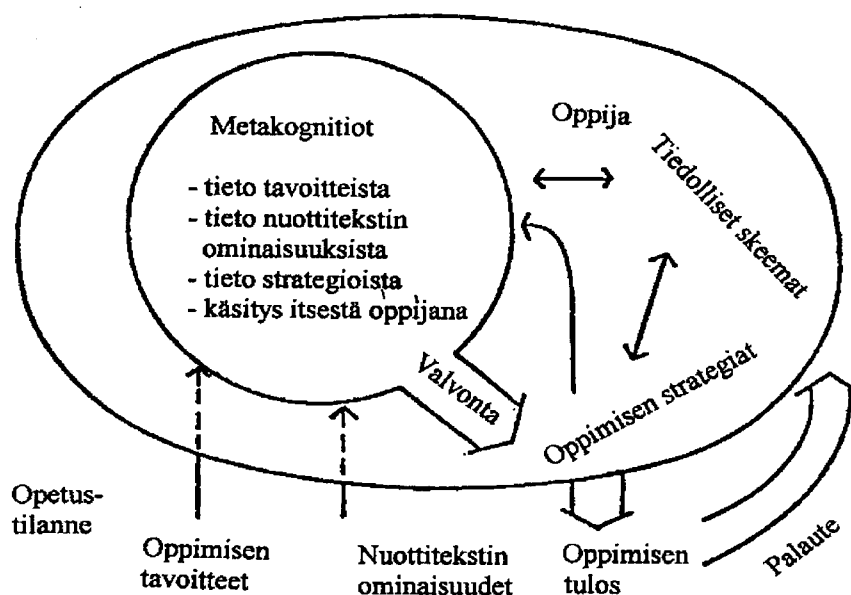 Metakognitiot
- tieto tavoitteista
- tieto nuottitekstin
ominaisuuksista
- tieto strategioista
- käsitys itsestä oppijana
Oppija
Tiedolliset skeemat
Valvonta
Oppimisen strategiat
Opetus-
tilanne
Oppimisen
tavoitteet
Nuottitekstin
ominaisuudet
Oppimisen
tulos
Palaute